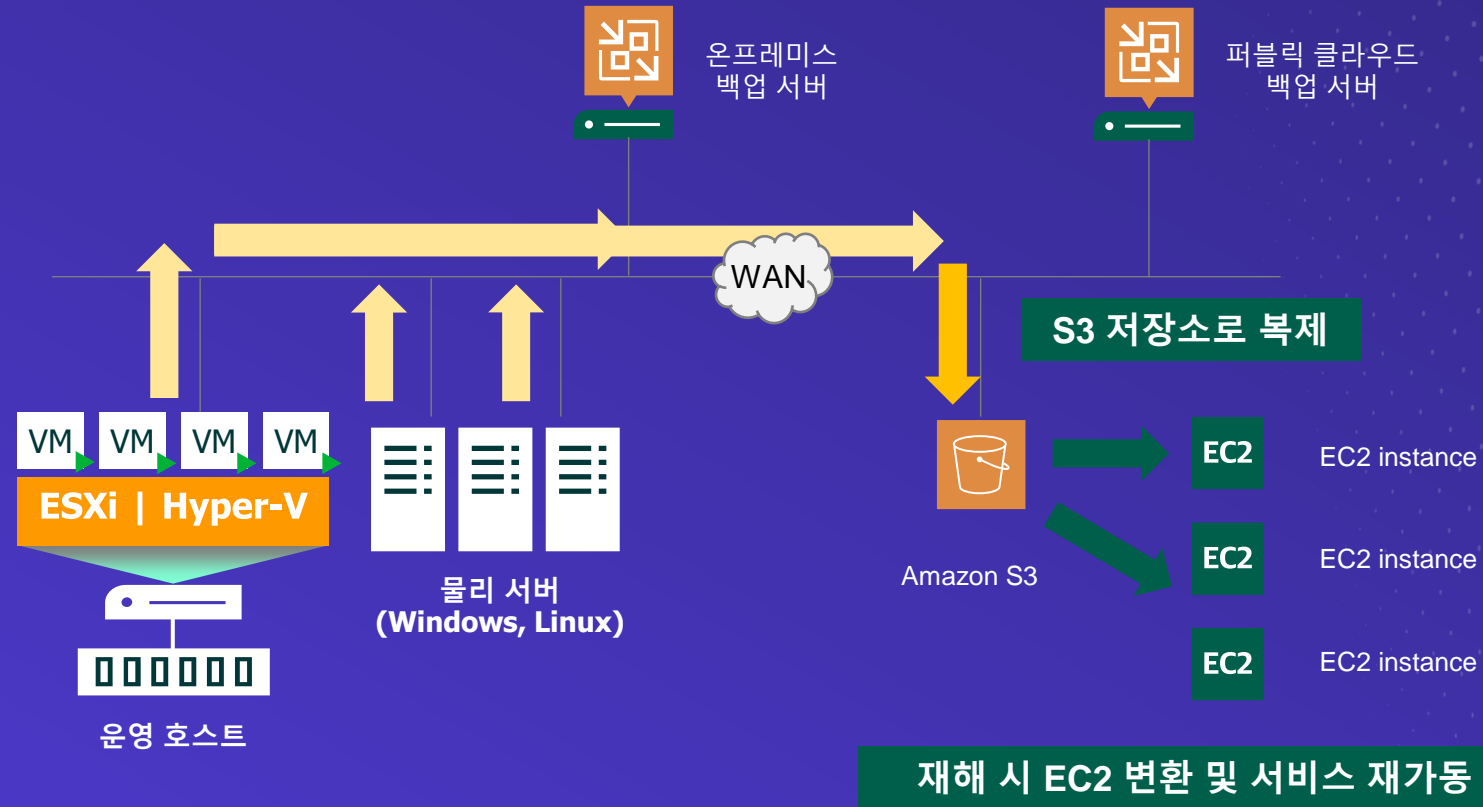 온프레미스
백업 서버
퍼블릭 클라우드
백업 서버
WAN
S3 저장소로 복제
VM
VM
VM
VM
ESXi | Hyper-V
물리 서버
(Windows, Linux)
운영 호스트
Amazon S3
EC2
EC2 instance
EC2
EC2 instance
EC2
EC2 instance
재해 시 EC2 변환 및 서비스 재가동